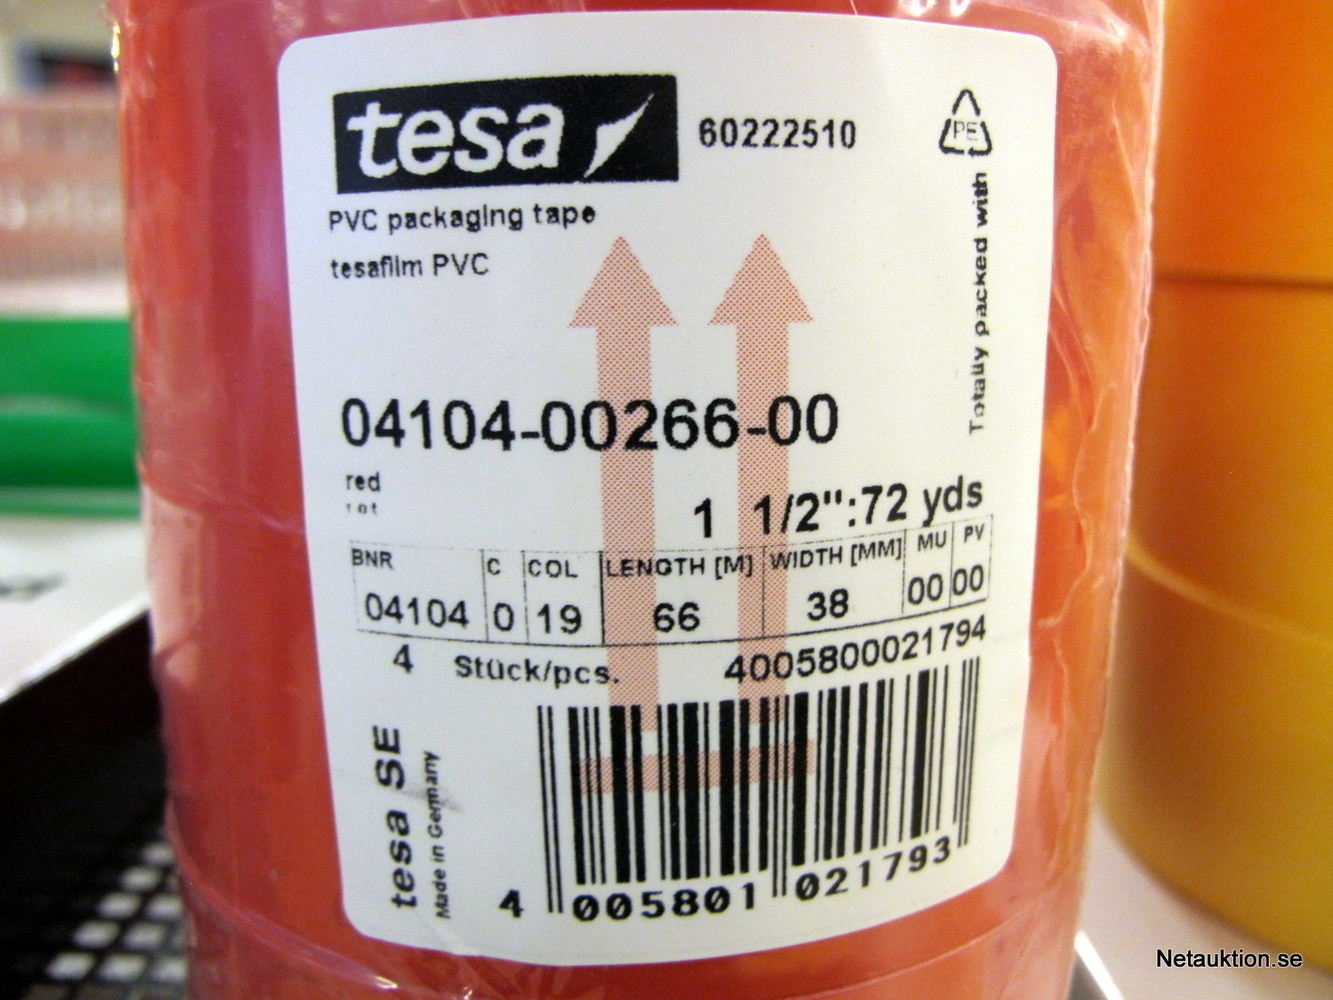 tesa 60222510
PE
PVC packaging tape
tesafilm PVC
Totally packed with
04104-00266-00
red
rot
1 1/2":72 yds
BNR C COL LENGTH [M] WIDTH [MM] MU PV
04104 0 19 66 38 00 00
4 Stück/pcs. 4005800021794
tesa SE
Made in Germany
4 005801 021793
Netauktion.se